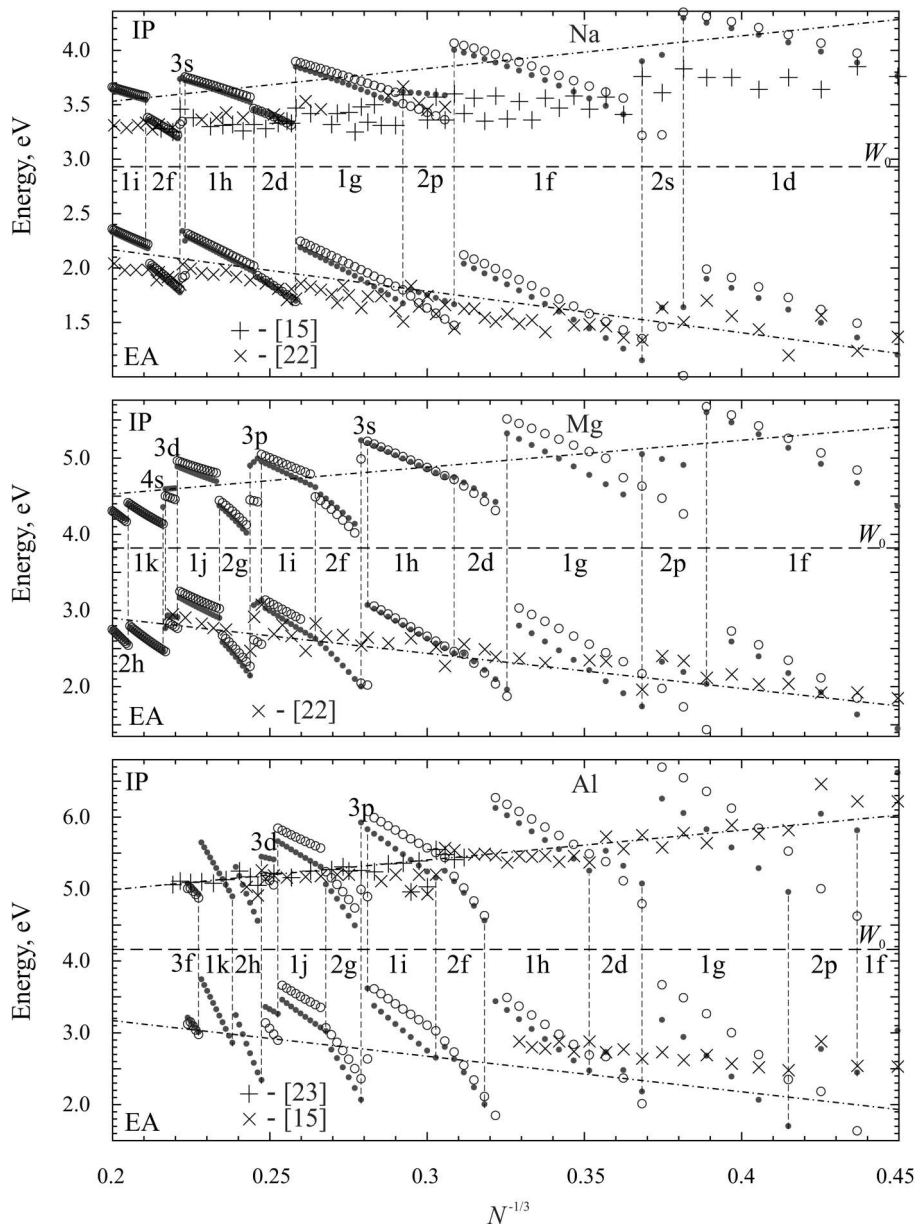 IP
Na
3s
4.0
3.5
3.0
W₀
1i 2f 1h 2d 1g 2p 1f 2s 1d
2.5
2.0
1.5
+ - [15]
× - [22]
EA
Energy, eV
IP
Mg
3d 3p 3s
5.0
4s
4.0
W₀
1k 1j 2g 1i 2f 1h 2d 1g 2p 1f
3.0
2h
2.0
× - [22]
EA
Energy, eV
IP
Al
3p
6.0
3d
5.0
W₀
4.0
3f 1k 2h 1j 2g 1i 2f 1h 2d 1g 2p 1f
3.0
+ - [23]
2.0
× - [15]
EA
Energy, eV
0.2 0.25 0.3 0.35 0.4 0.45
N⁻¹/³